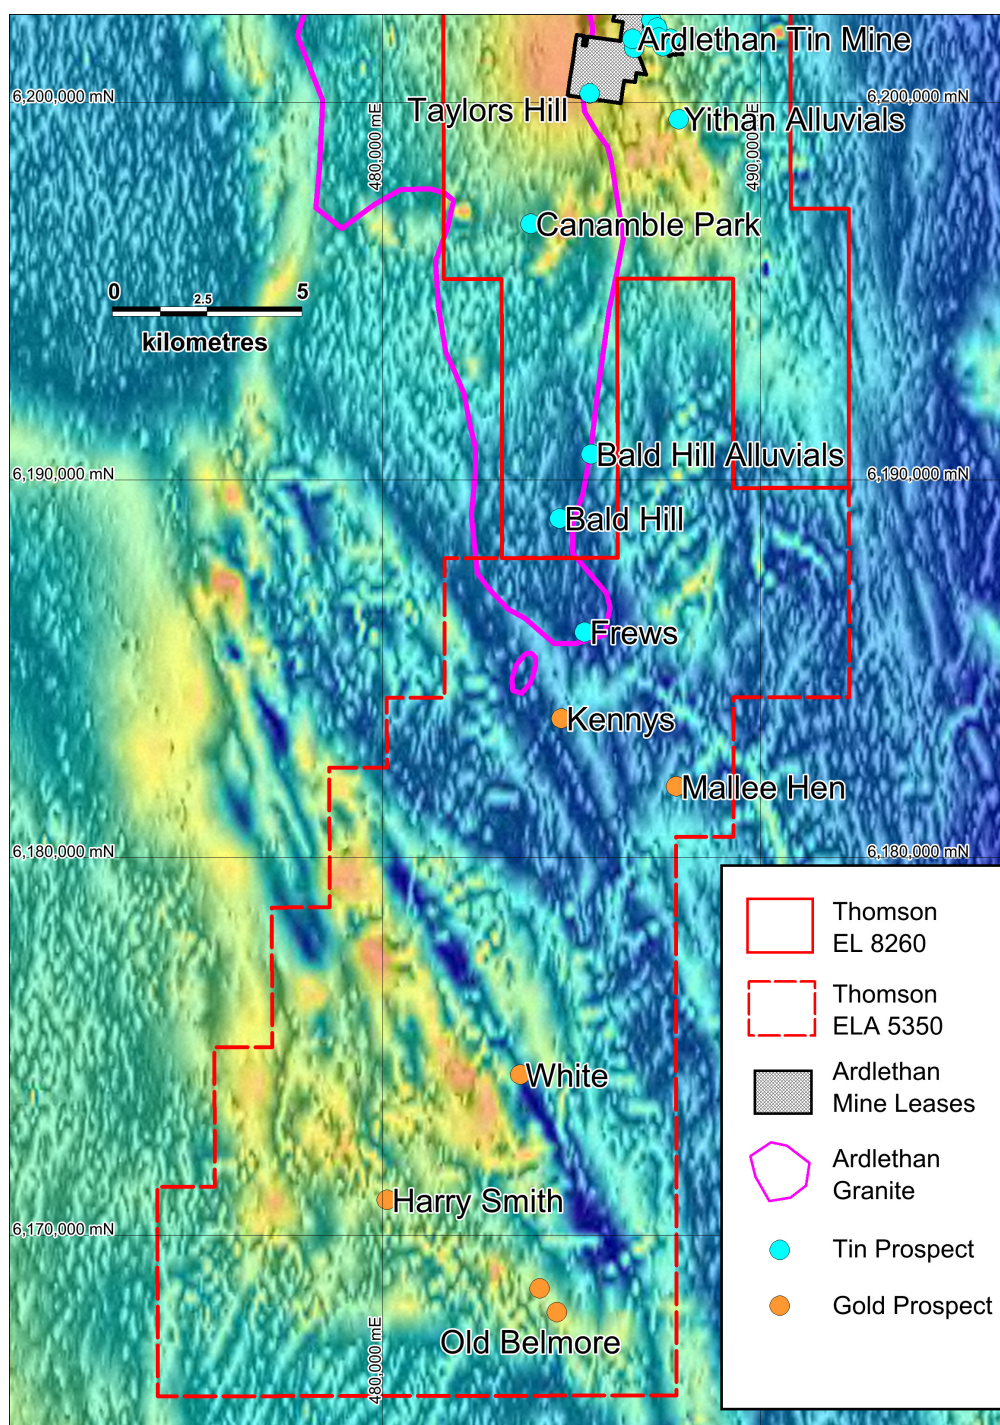 Ardlethan Tin Mine
6,200,000 mN
6,200,000 mN
Taylors Hill
Yithan Alluvials
480,000 mE
490,000 mE
Canamble Park
0
2.5
5
kilometres
Bald Hill Alluvials
6,190,000 mN
6,190,000 mN
Bald Hill
Frews
Kennys
Mallee Hen
6,180,000 mN
6,180,000 mN
Thomson
EL 8260
Thomson
ELA 5350
Ardlethan
Mine Leases
Ardlethan
Granite
Tin Prospect
Gold Prospect
White
Harry Smith
6,170,000 mN
480,000 mE
Old Belmore